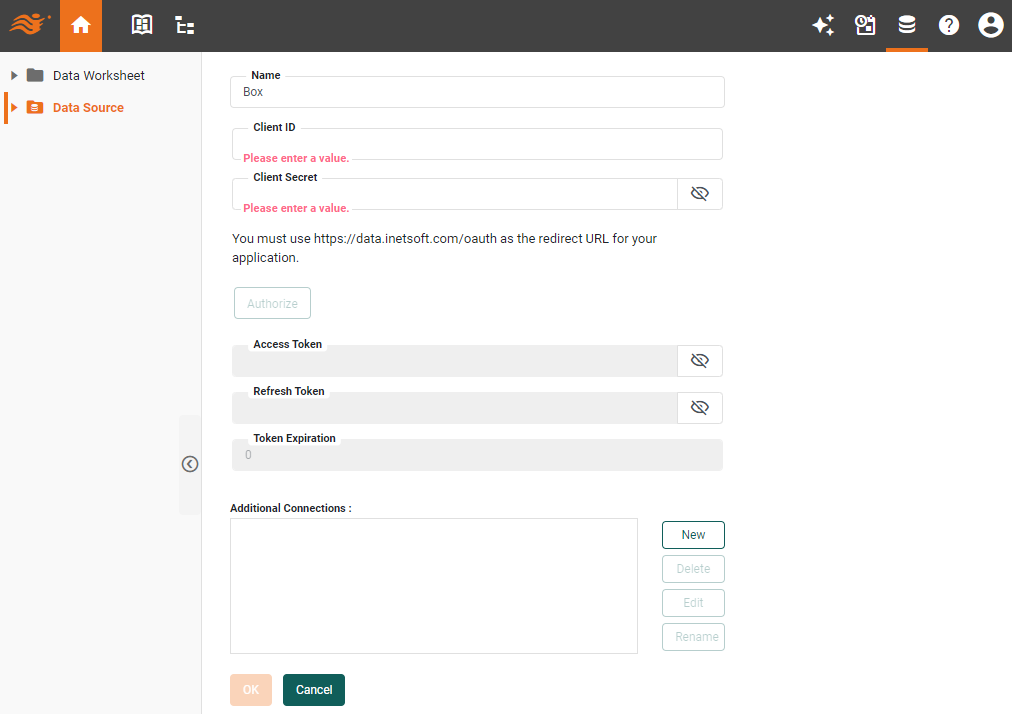 Data Worksheet
Data Source
Name
Box
Client ID
Please enter a value.
Client Secret
Please enter a value.
You must use https://data.inetsoft.com/oauth as the redirect URL for your
application.
Authorize
Access Token
Refresh Token
Token Expiration
0
Additional Connections :
New
Delete
Edit
Rename
OK
Cancel